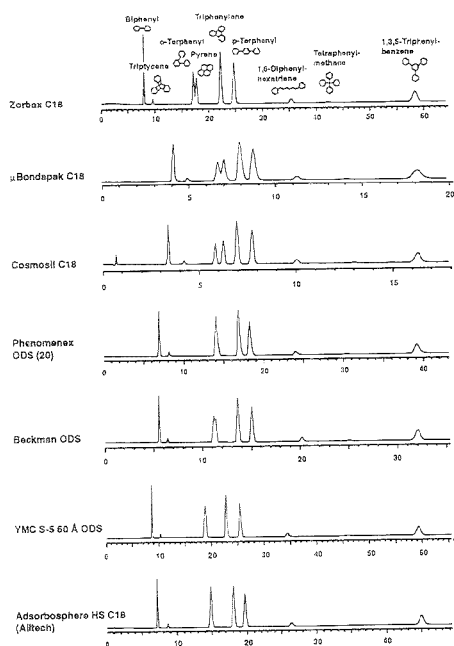 Biphenyl
Triphenylene
o-Terphenyl
p-Terphenyl
Pyrene
Triptycene
1,6-Diphenyl-
hexatriene
Tetraphenyl-
methane
1,3,5-Triphenyl-
benzene
Zorbax C18
0 10 20 30 40 50 60
µBondapak C18
0 5 10 15 20
Cosmosil C18
0 5 10 15
Phenomenex
ODS (20)
0 10 20 30 40
Beckman ODS
0 10 20 30
YMC S-5 60 Å ODS
0 10 20 30 40 50 60
Adsorbosphere HS C18
(Alltech)
0 10 20 30 40 50